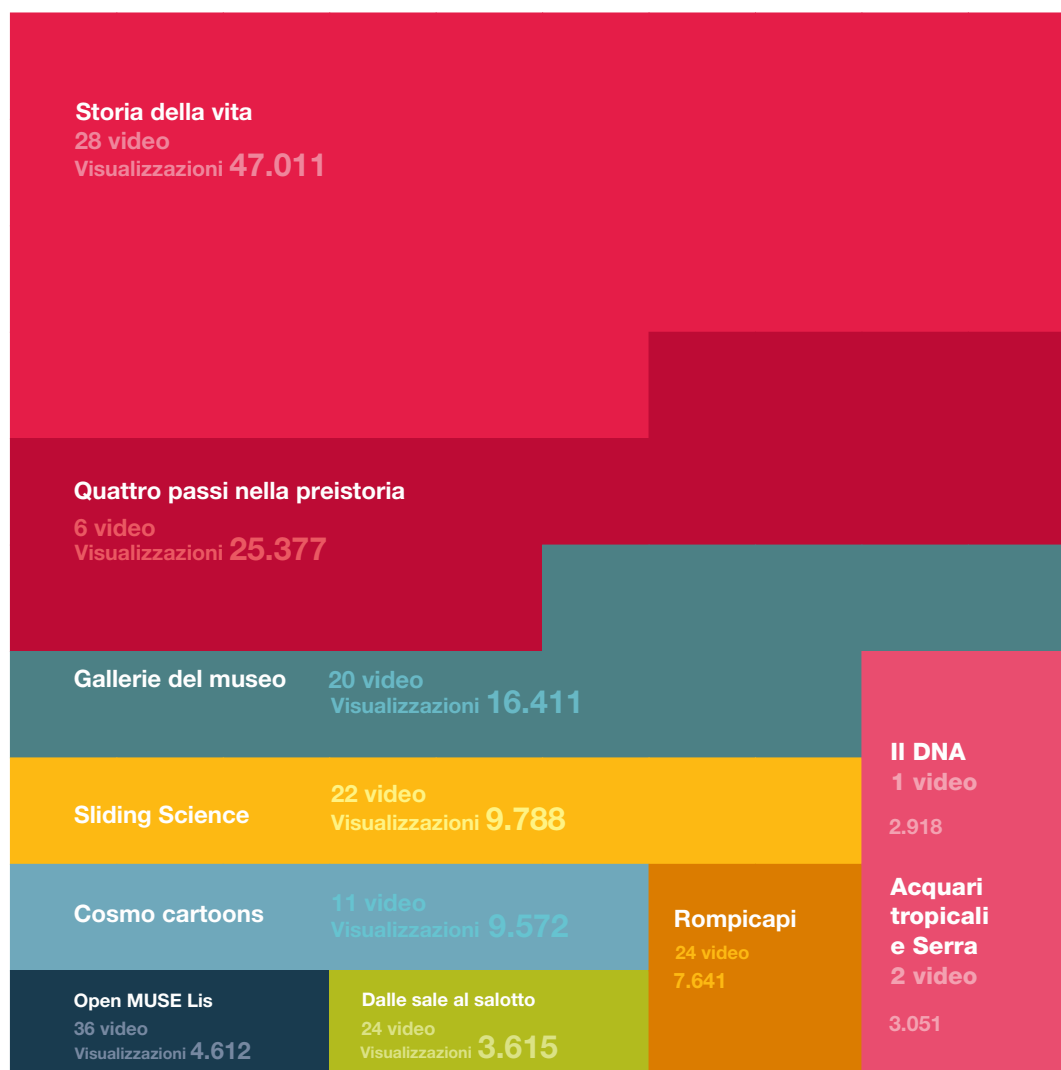 Storia della vita
28 video
Visualizzazioni 47.011
Quattro passi nella preistoria
6 video
Visualizzazioni 25.377
Gallerie del museo
20 video
Visualizzazioni 16.411
Sliding Science
22 video
Visualizzazioni 9.788
Cosmo cartoons
11 video
Visualizzazioni 9.572
Rompicapi
24 video
7.641
Il DNA
1 video
2.918
Acquari
tropicali
e Serra
2 video
3.051
Open MUSE Lis
36 video
Visualizzazioni 4.612
Dalle sale al salotto
24 video
Visualizzazioni 3.615